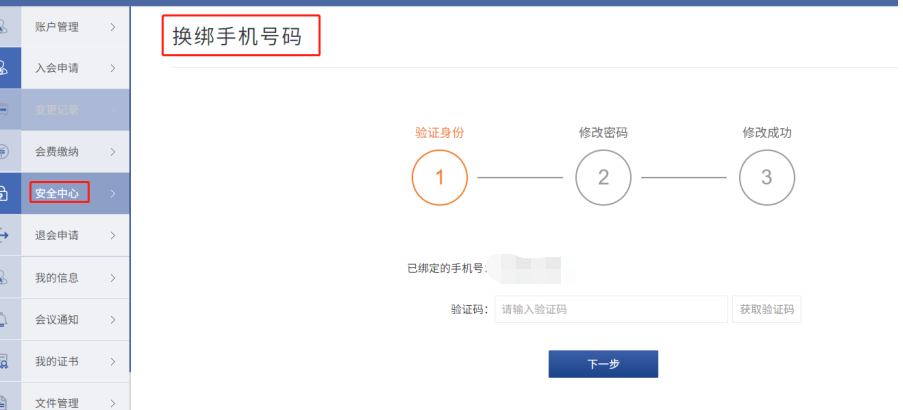 账户管理
入会申请
变更记录
会费缴纳
安全中心
退会申请
我的信息
会议通知
我的证书
文件管理
换绑手机号码
验证身份 修改密码 修改成功
1 2 3
已绑定的手机号:
验证码: 请输入验证码 获取验证码
下一步